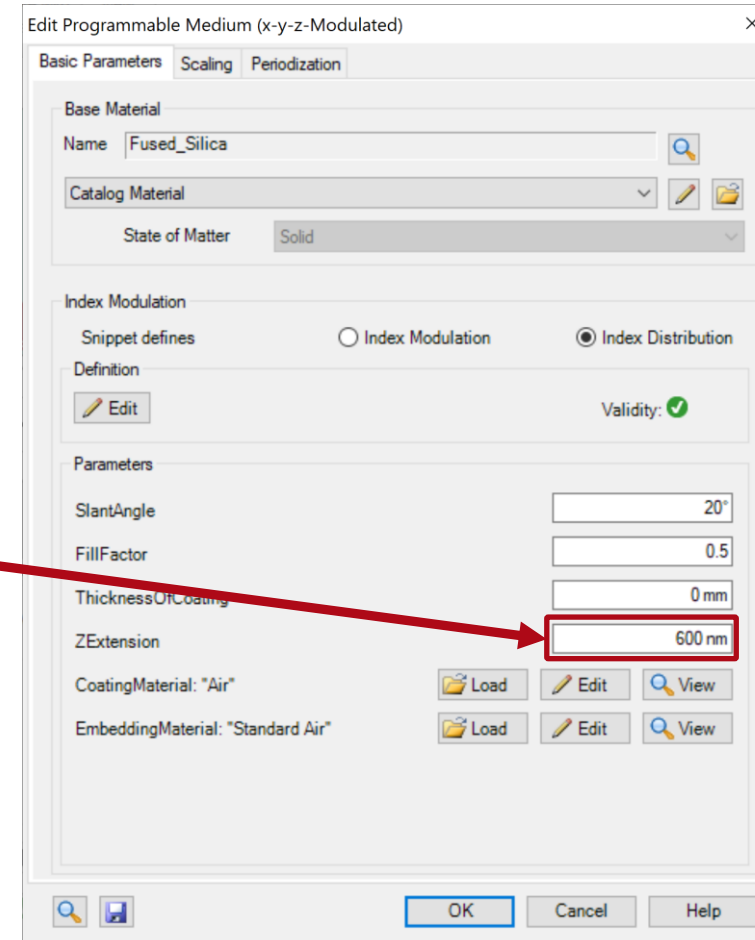 Edit Programmable Medium (x-y-z-Modulated)
Basic Parameters Scaling Periodization
Base Material
Name Fused_Silica
Catalog Material
State of Matter Solid
Index Modulation
Snippet defines Index Modulation Index Distribution
Definition
Edit Validity:
Parameters
SlantAngle 20°
FillFactor 0.5
ThicknessOfCoating 0 mm
ZExtension 600 nm
CoatingMaterial: "Air" Load Edit View
EmbeddingMaterial: "Standard Air" Load Edit View
OK Cancel Help